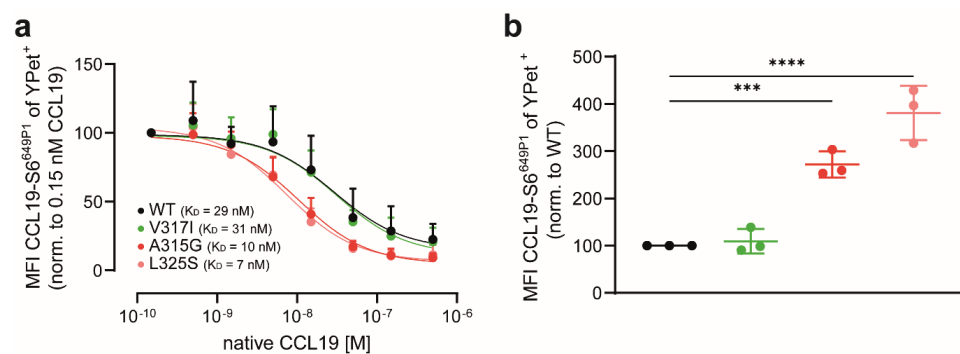 a
MFI CCL19-S6⁶⁴⁹ᴾ¹ of YPet⁺
(norm. to 0.15 nM CCL19)
150
100
50
0
WT (KD = 29 nM)
V317I (KD = 31 nM)
A315G (KD = 10 nM)
L325S (KD = 7 nM)
10⁻¹⁰ 10⁻⁹ 10⁻⁸ 10⁻⁷ 10⁻⁶
native CCL19 [M]
b
MFI CCL19-S6⁶⁴⁹ᴾ¹ of YPet⁺
(norm. to WT)
500
400
300
200
100
0
****
***